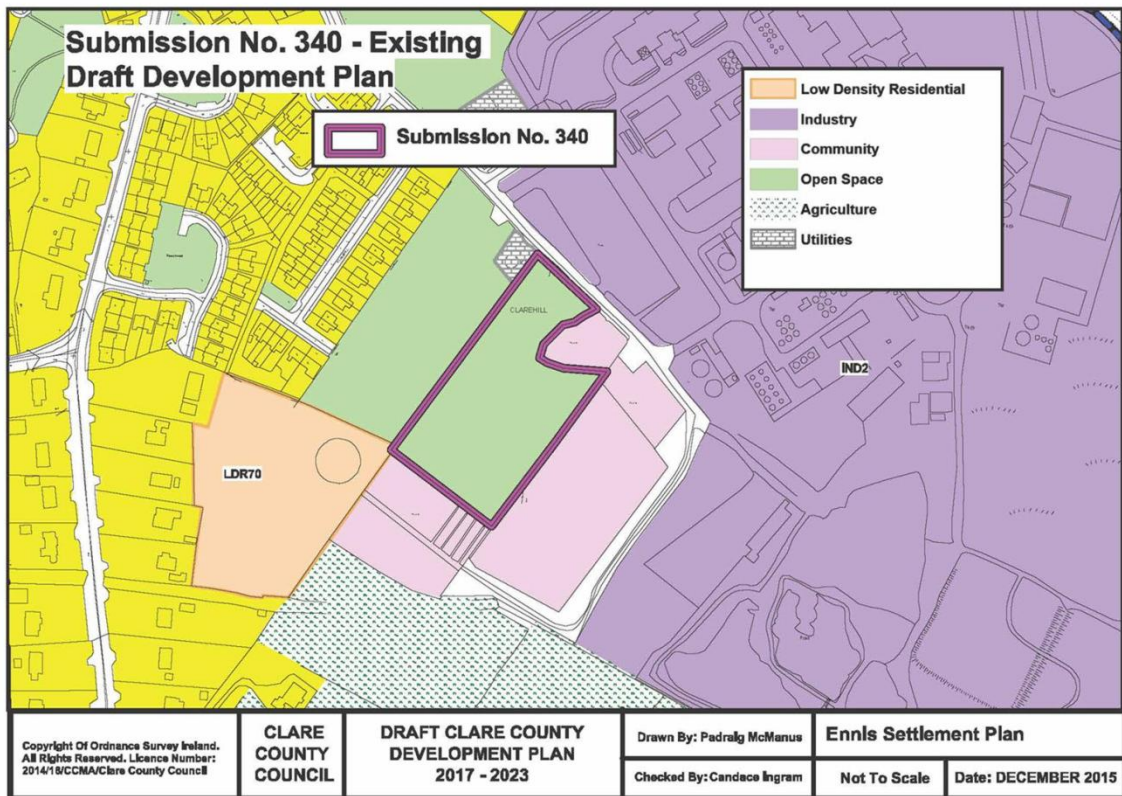 Submission No. 340 - Existing
Draft Development Plan
Submission No. 340
Low Density Residential
Industry
Community
Open Space
Agriculture
Utilities
CLAREHILL
IND2
LDR70
Copyright Of Ordnance Survey Ireland.
All Rights Reserved. Licence Number:
2014/16/CCMA/Clare County Council
CLARE
COUNTY
COUNCIL
DRAFT CLARE COUNTY
DEVELOPMENT PLAN
2017 - 2023
Drawn By: Padraig McManus
Checked By: Candace Ingram
Ennis Settlement Plan
Not To Scale
Date: DECEMBER 2015